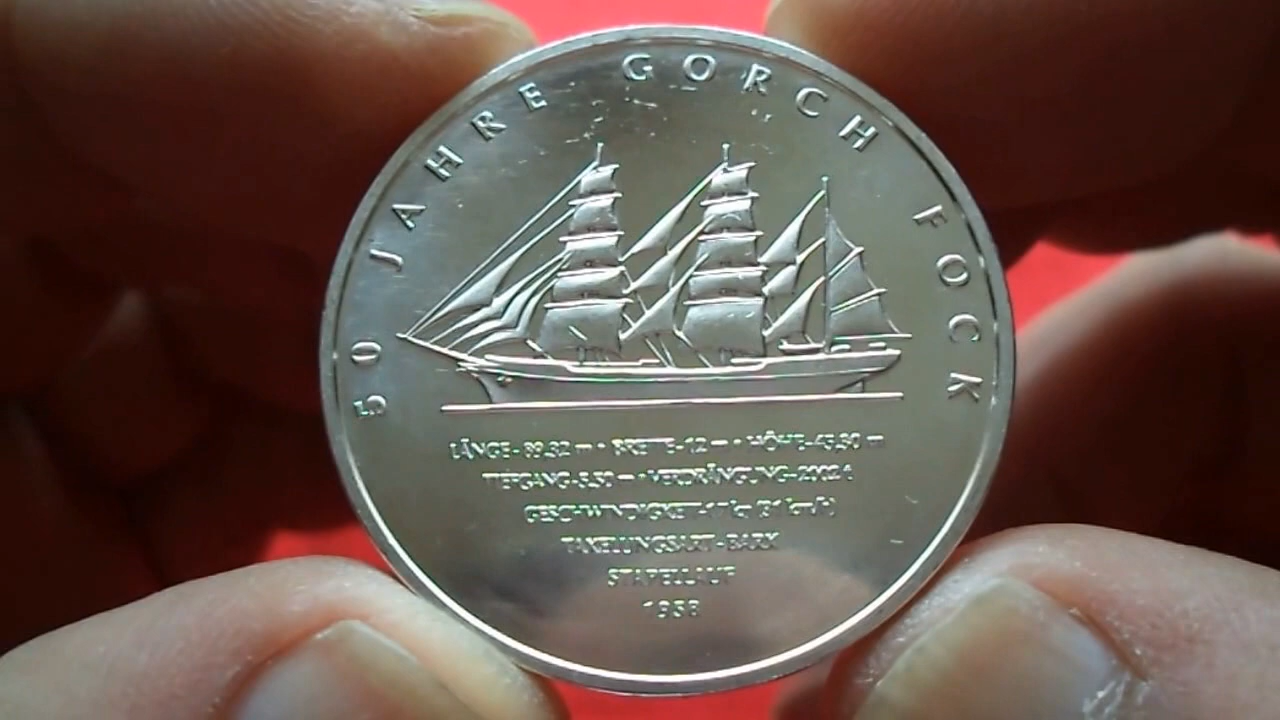 50 JAHRE GORCH FOCK
LÄNGE-89,32 m • BREITE-12 m • HÖHE-45,30 m
TIEFGANG-5,50 m • VERDRÄNGUNG-2002 t
GESCHWINDIGKEIT-17 kn (31 km/h)
TAKELUNGSART-BARK
STAPELLAUF
1958